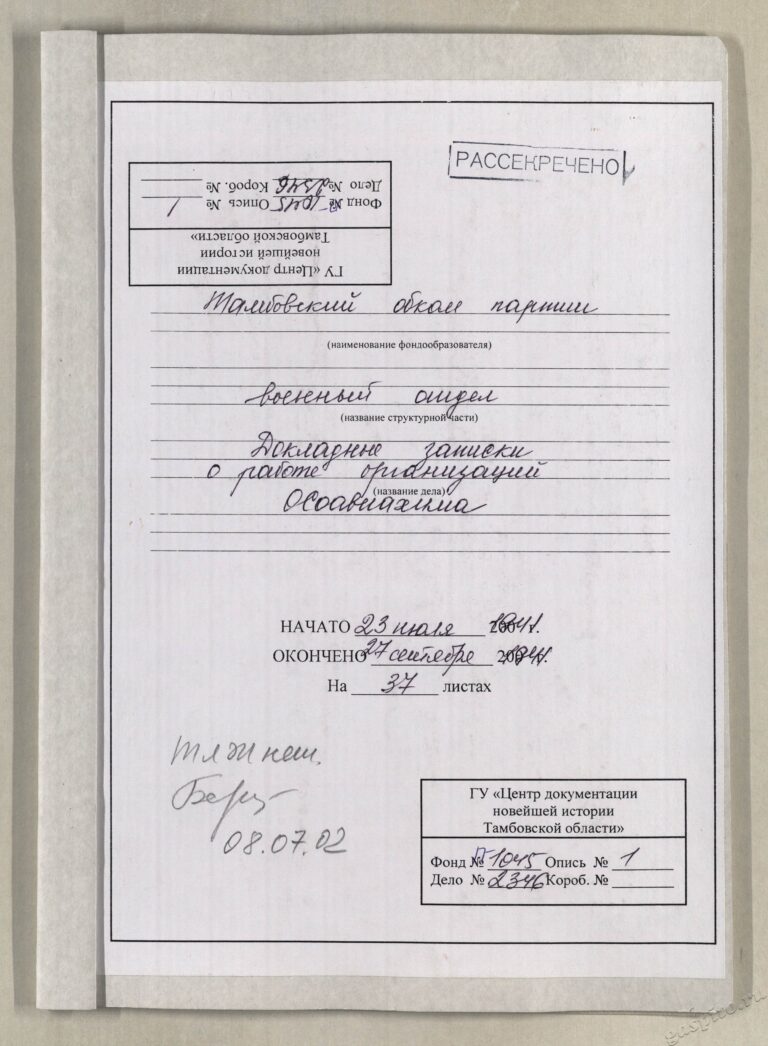 РАССЕКРЕЧЕНО
ГУ «Центр документации
новейшей истории
Тамбовской области»
Фонд № П-1045 Опись № 1
Дело № 2346 Короб. №
Тамбовский обком партии
(наименование фондообразователя)
военный отдел
(название структурной части)
Докладные записки
о работе организаций
(название дела)
Осоавиахима
НАЧАТО 23 июля 1941 г.
ОКОНЧЕНО 27 сентября 1941 г.
На 37 листах
08.07.02
ГУ «Центр документации
новейшей истории
Тамбовской области»
Фонд № П-1045 Опись № 1
Дело № 2346 Короб. №
gaspito.ru